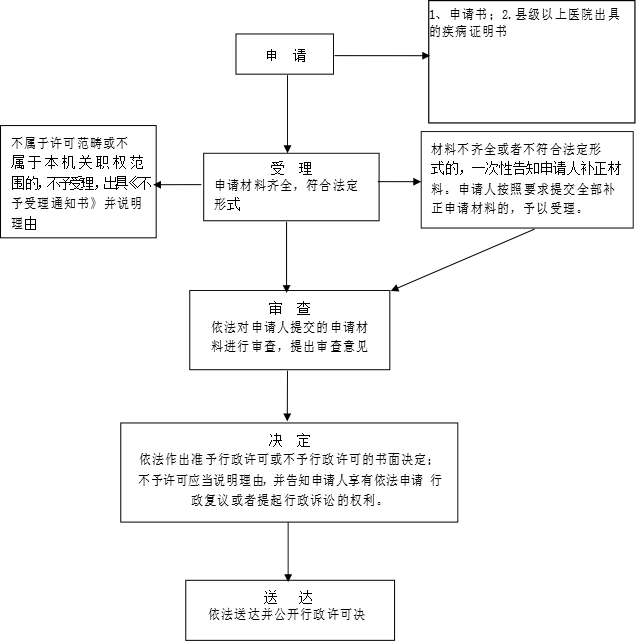 1、申请书；2.县级以上医院出具
的疾病证明书
申 请
不属于许可范畴或不
属于本机关职权范
围的，不予受理，出具《不
予受理通知书》并说明
理由
受 理
申请材料齐全，符合法定
形式
材料不齐全或者不符合法定形
式的，一次性告知申请人补正材
料。申请人按照要求提交全部补
正申请材料的，予以受理。
审 查
依法对申请人提交的申请材
料进行审查，提出审查意见
决 定
依法作出准予行政许可或不予行政许可的书面决定；
不予许可应当说明理由，并告知申请人享有依法申请 行
政复议或者提起行政诉讼的权利。
送 达
依法送达并公开行政许可决